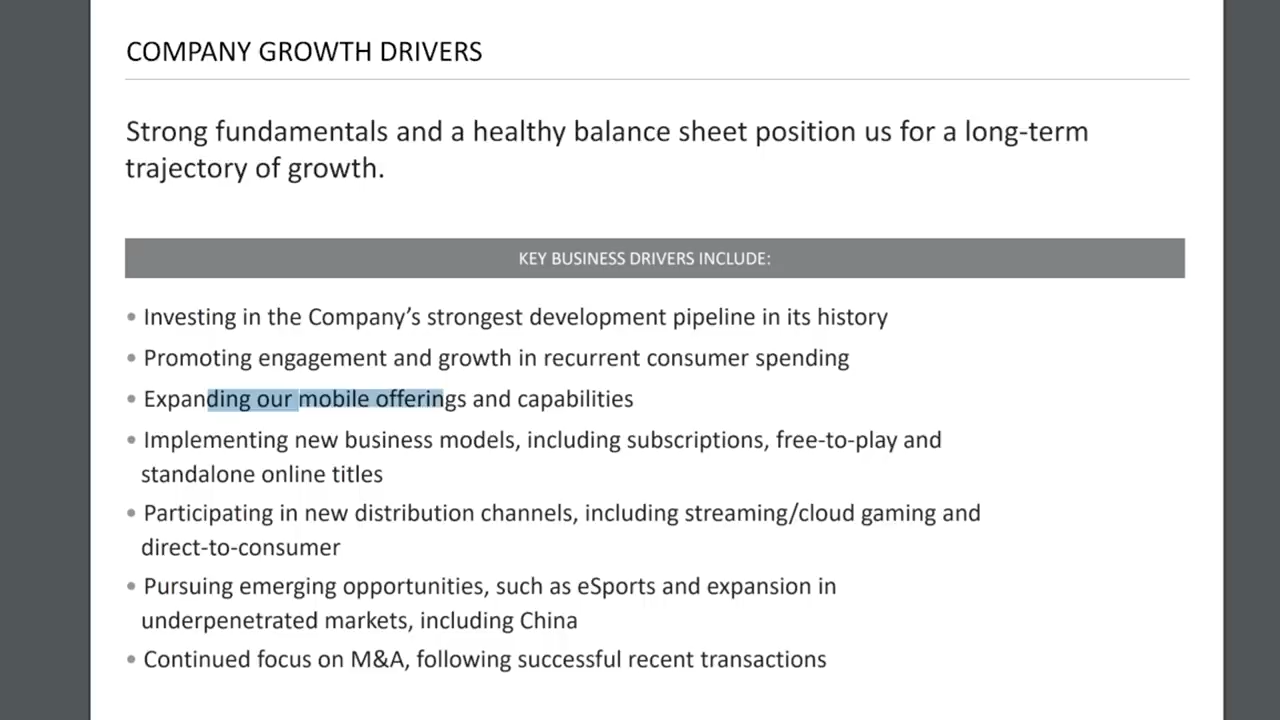 COMPANY GROWTH DRIVERS
Strong fundamentals and a healthy balance sheet position us for a long-term
trajectory of growth.
KEY BUSINESS DRIVERS INCLUDE:
• Investing in the Company’s strongest development pipeline in its history
• Promoting engagement and growth in recurrent consumer spending
• Expanding our mobile offerings and capabilities
• Implementing new business models, including subscriptions, free-to-play and
standalone online titles
• Participating in new distribution channels, including streaming/cloud gaming and
direct-to-consumer
• Pursuing emerging opportunities, such as eSports and expansion in
underpenetrated markets, including China
• Continued focus on M&A, following successful recent transactions